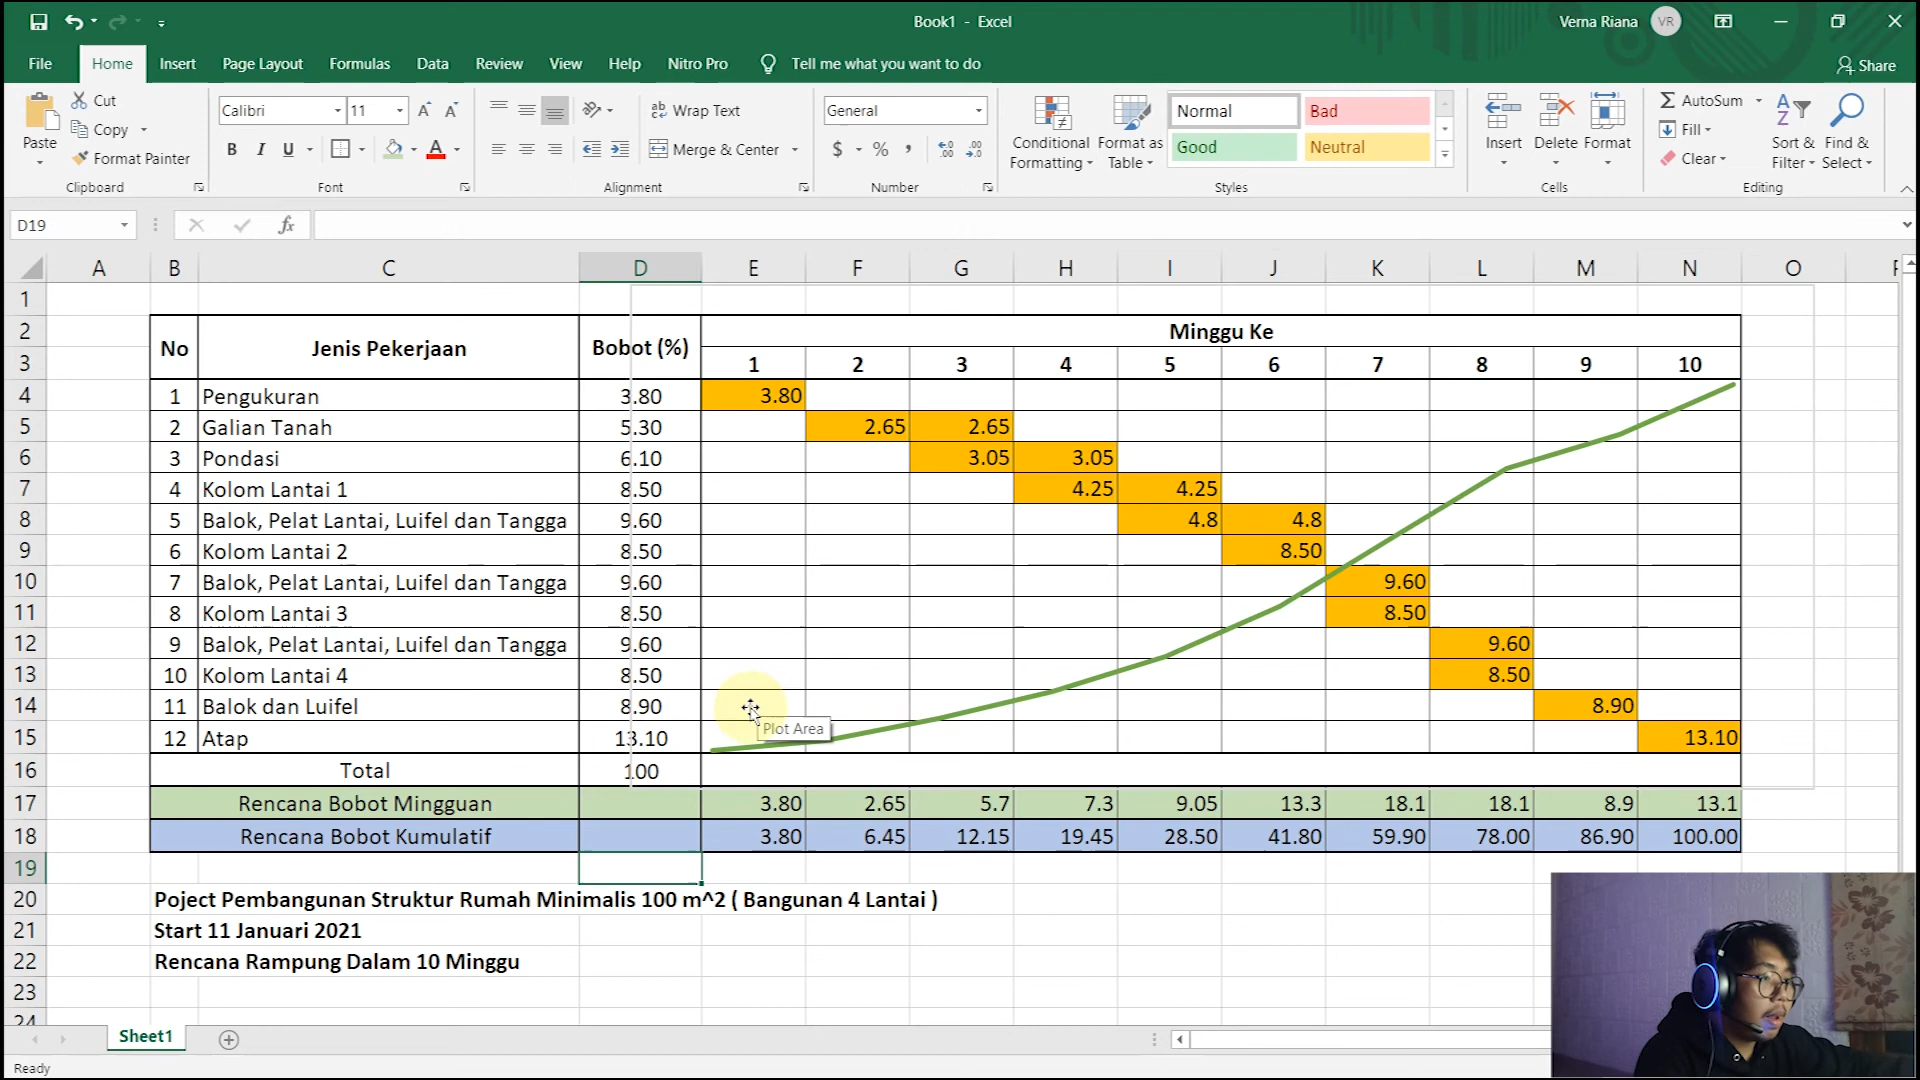 Book1 - Excel
Verna Riana VR
File Home Insert Page Layout Formulas Data Review View Help Nitro Pro Tell me what you want to do Share
Paste Cut Copy Format Painter Clipboard
Calibri 11 B I U A Font
Wrap Text Merge & Center Alignment
General $ % , Number
Conditional Formatting Format as Table
Normal Bad Good Neutral Styles
Insert Delete Format Cells
AutoSum Fill Clear Sort & Filter Find & Select Editing
D19 fx
A B C D E F G H I J K L M N O
1
2 No Jenis Pekerjaan Bobot (%) Minggu Ke
3 1 2 3 4 5 6 7 8 9 10
4 1 Pengukuran 3.80 3.80
5 2 Galian Tanah 5.30 2.65 2.65
6 3 Pondasi 6.10 3.05 3.05
7 4 Kolom Lantai 1 8.50 4.25 4.25
8 5 Balok, Pelat Lantai, Luifel dan Tangga 9.60 4.8 4.8
9 6 Kolom Lantai 2 8.50 8.50
10 7 Balok, Pelat Lantai, Luifel dan Tangga 9.60 9.60
11 8 Kolom Lantai 3 8.50 8.50
12 9 Balok, Pelat Lantai, Luifel dan Tangga 9.60 9.60
13 10 Kolom Lantai 4 8.50 8.50
14 11 Balok dan Luifel 8.90 8.90
Plot Area
15 12 Atap 13.10 13.10
16 Total 100
17 Rencana Bobot Mingguan 3.80 2.65 5.7 7.3 9.05 13.3 18.1 18.1 8.9 13.1
18 Rencana Bobot Kumulatif 3.80 6.45 12.15 19.45 28.50 41.80 59.90 78.00 86.90 100.00
19
20 Poject Pembangunan Struktur Rumah Minimalis 100 m^2 ( Bangunan 4 Lantai )
21 Start 11 Januari 2021
22 Rencana Rampung Dalam 10 Minggu
23
24
Sheet1
Ready